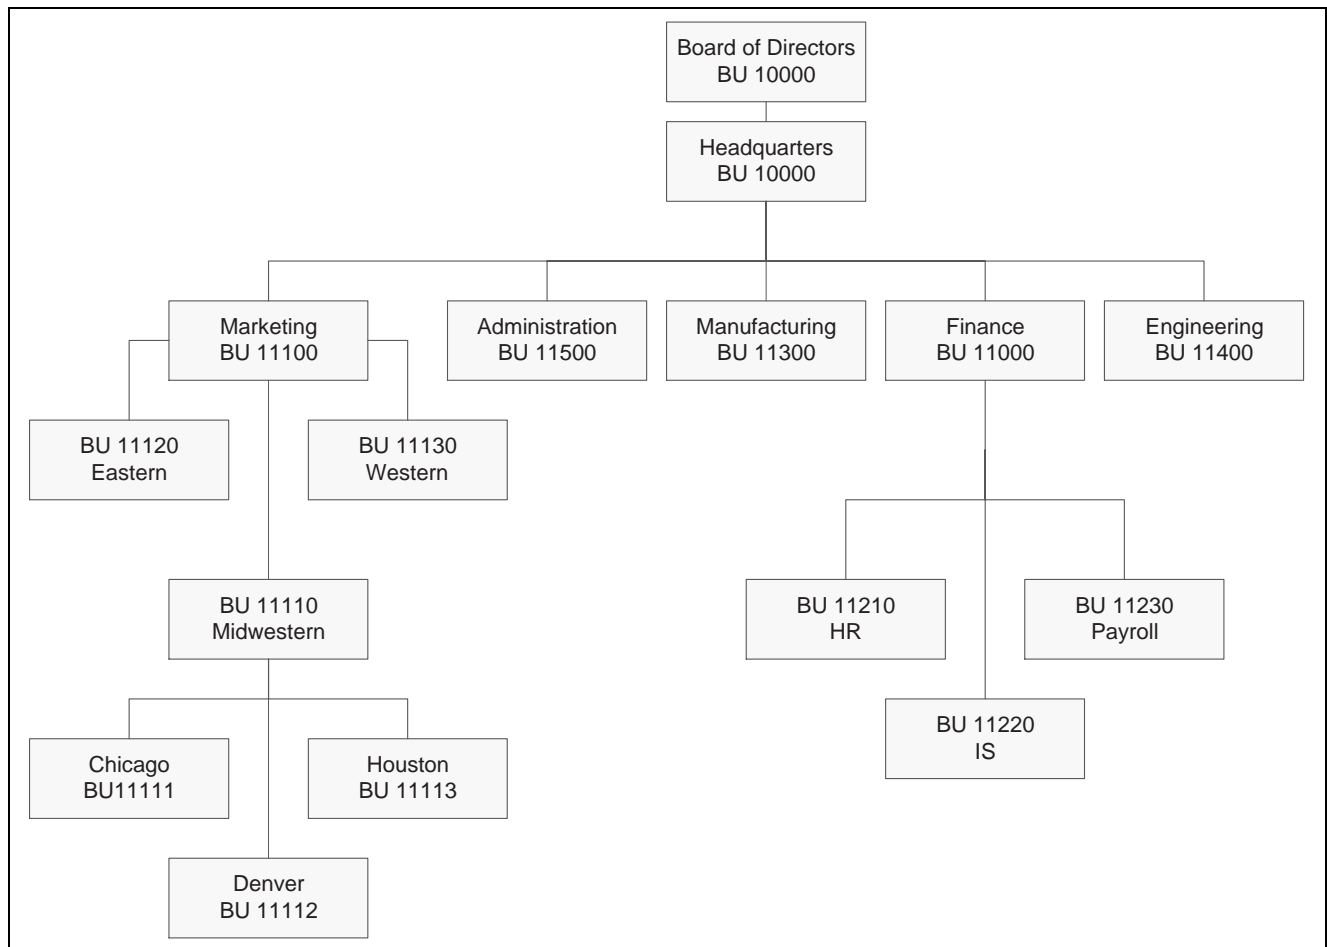 Board of Directors
BU 10000
Headquarters
BU 10000
Marketing
BU 11100
Administration
BU 11500
Manufacturing
BU 11300
Finance
BU 11000
Engineering
BU 11400
BU 11120
Eastern
BU 11130
Western
BU 11110
Midwestern
BU 11210
HR
BU 11230
Payroll
BU 11220
IS
Chicago
BU11111
Houston
BU 11113
Denver
BU 11112